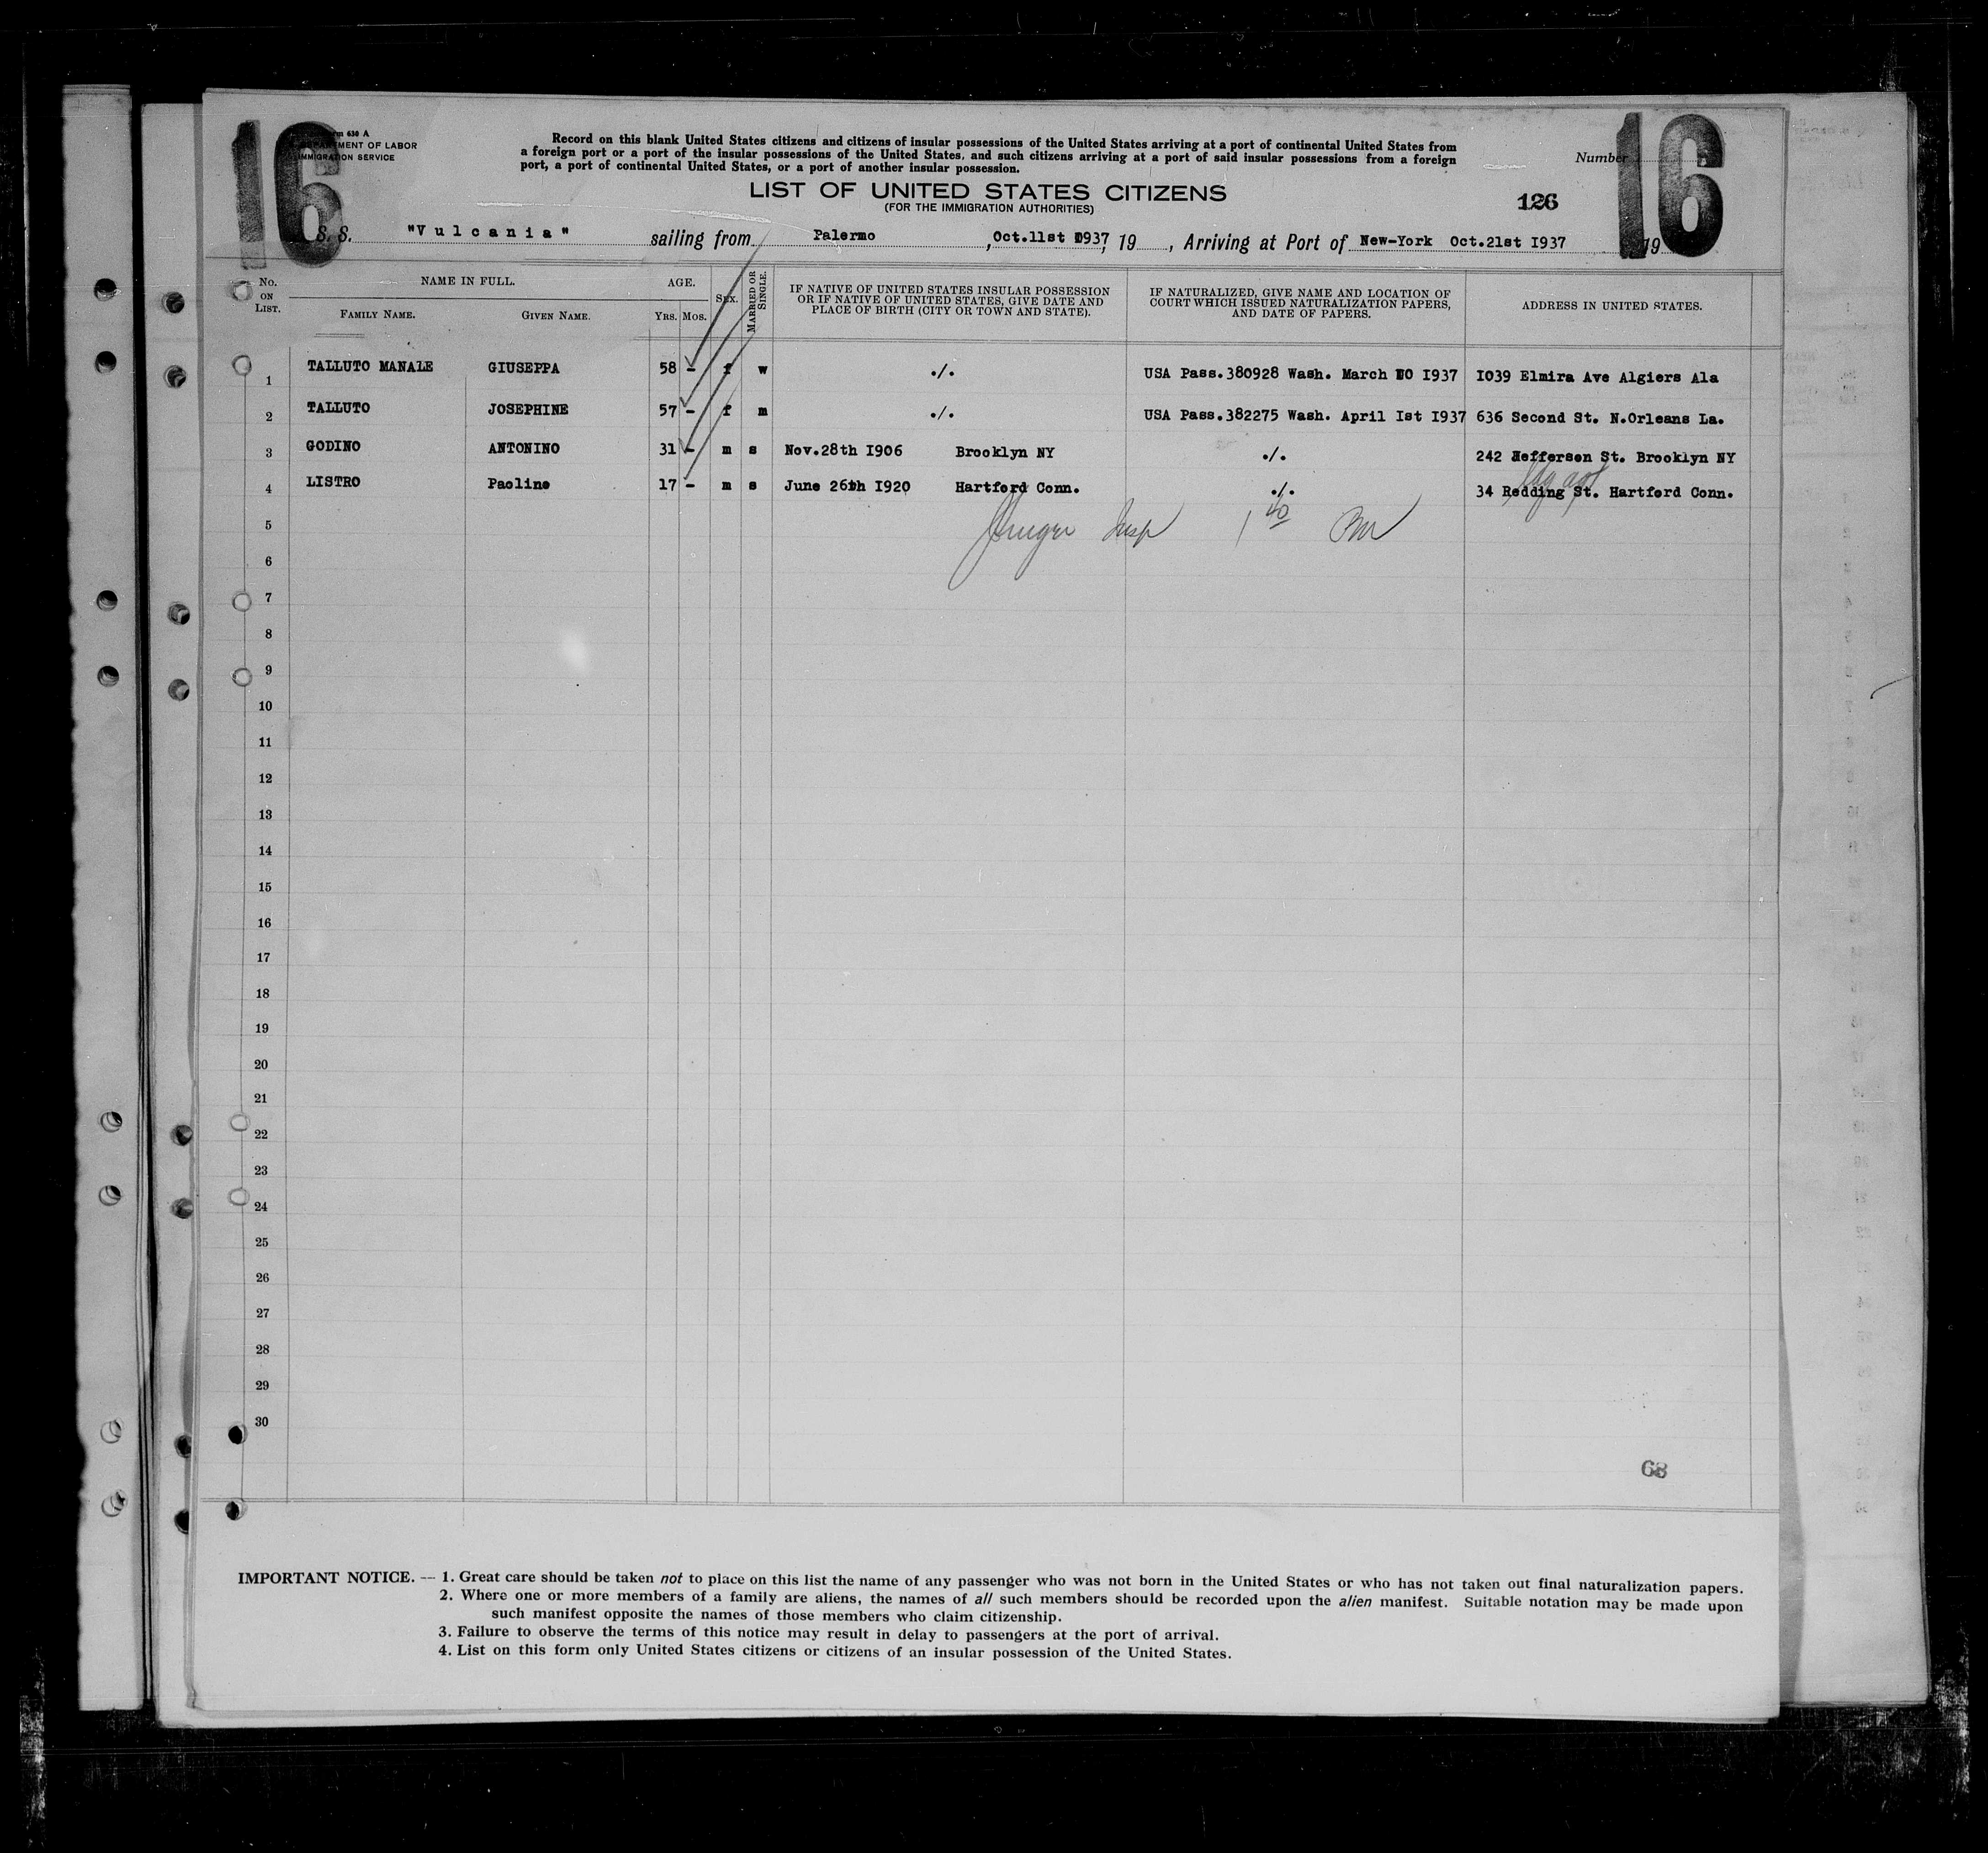 16
Form 630 A
DEPARTMENT OF LABOR
IMMIGRATION SERVICE
Record on this blank United States citizens and citizens of insular possessions of the United States arriving at a port of continental United States from
a foreign port or a port of the insular possessions of the United States, and such citizens arriving at a port of said insular possessions from a foreign
port, a port of continental United States, or a port of another insular possession.
Number
16
LIST OF UNITED STATES CITIZENS
(FOR THE IMMIGRATION AUTHORITIES)
126
S. S. "Vulcania" sailing from Palermo, Oct.11st 1937, 19 , Arriving at Port of New-York Oct.21st I937 19
No. ON LIST. NAME IN FULL. AGE. SEX. MARRIED OR SINGLE. IF NATIVE OF UNITED STATES INSULAR POSSESSION OR IF NATIVE OF UNITED STATES, GIVE DATE AND PLACE OF BIRTH (CITY OR TOWN AND STATE). IF NATURALIZED, GIVE NAME AND LOCATION OF COURT WHICH ISSUED NATURALIZATION PAPERS, AND DATE OF PAPERS. ADDRESS IN UNITED STATES.
FAMILY NAME. GIVEN NAME. YRS. MOS.
1 TALLUTO MANALE GIUSEPPA 58 - f w ./. USA Pass.380928 Wash. March 10 I937 I039 Elmira Ave Algiers Ala
2 TALLUTO JOSEPHINE 57 - f m ./. USA Pass.382275 Wash. April Ist I937 636 Second St. N.Orleans La.
3 GODINO ANTONINO 31 - m s Nov.28th I906 Brooklyn NY ./. 242 Jefferson St. Brooklyn NY
4 LISTRO Paolino 17 - m s June 26th I920 Hartford Conn. ./. 34 Redding St. Hartford Conn.
5
Insp 1 40
6
7
8
9
10
11
12
13
14
15
16
17
18
19
20
21
22
23
24
25
26
27
28
29
30
68
IMPORTANT NOTICE. — 1. Great care should be taken not to place on this list the name of any passenger who was not born in the United States or who has not taken out final naturalization papers.
2. Where one or more members of a family are aliens, the names of all such members should be recorded upon the alien manifest. Suitable notation may be made upon
such manifest opposite the names of those members who claim citizenship.
3. Failure to observe the terms of this notice may result in delay to passengers at the port of arrival.
4. List on this form only United States citizens or citizens of an insular possession of the United States.